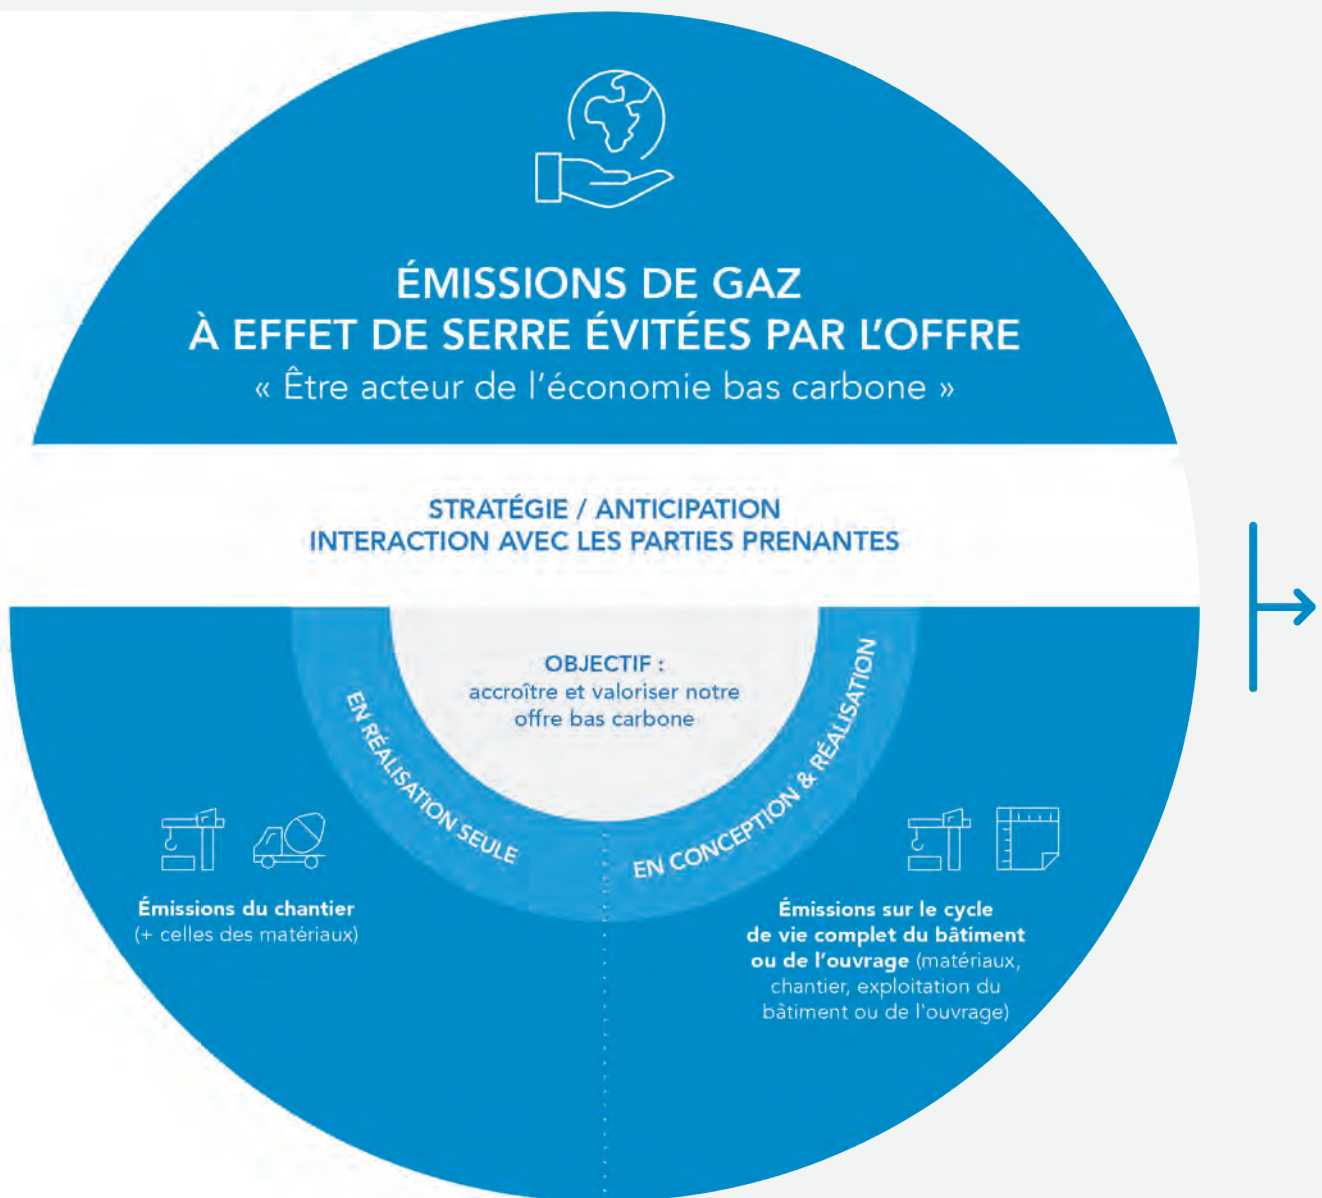 ÉMISSIONS DE GAZ
À EFFET DE SERRE ÉVITÉES PAR L'OFFRE
« Être acteur de l'économie bas carbone »
STRATÉGIE / ANTICIPATION
INTERACTION AVEC LES PARTIES PRENANTES
OBJECTIF :
accroître et valoriser notre
offre bas carbone
EN RÉALISATION SEULE
EN CONCEPTION & RÉALISATION
Émissions du chantier
(+ celles des matériaux)
Émissions sur le cycle
de vie complet du bâtiment
ou de l'ouvrage (matériaux,
chantier, exploitation du
bâtiment ou de l'ouvrage)